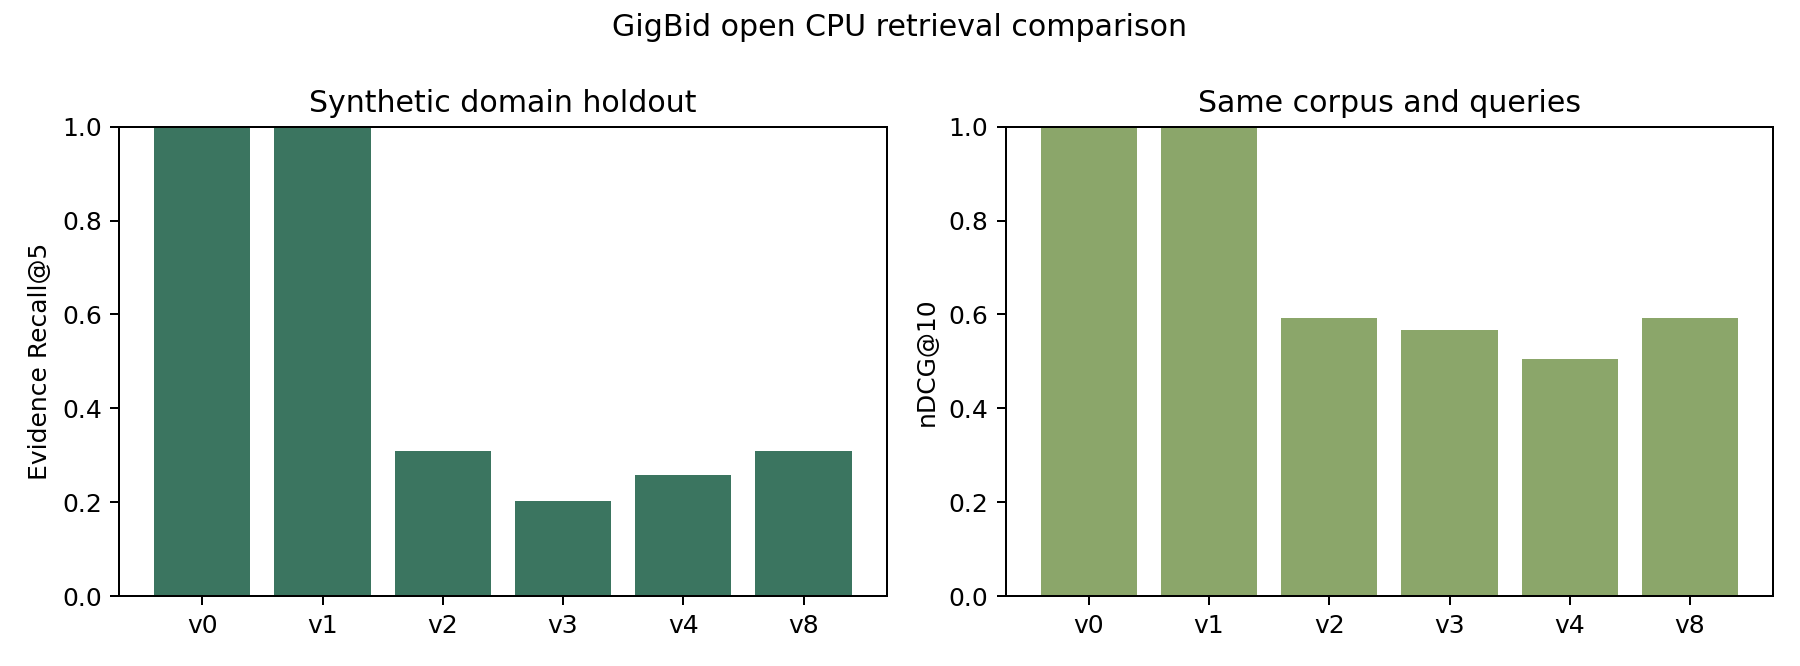 GigBid open CPU retrieval comparison
Synthetic domain holdout
Evidence Recall@5
1.0
0.8
0.6
0.4
0.2
0.0
v0 v1 v2 v3 v4 v8
Same corpus and queries
nDCG@10
1.0
0.8
0.6
0.4
0.2
0.0
v0 v1 v2 v3 v4 v8